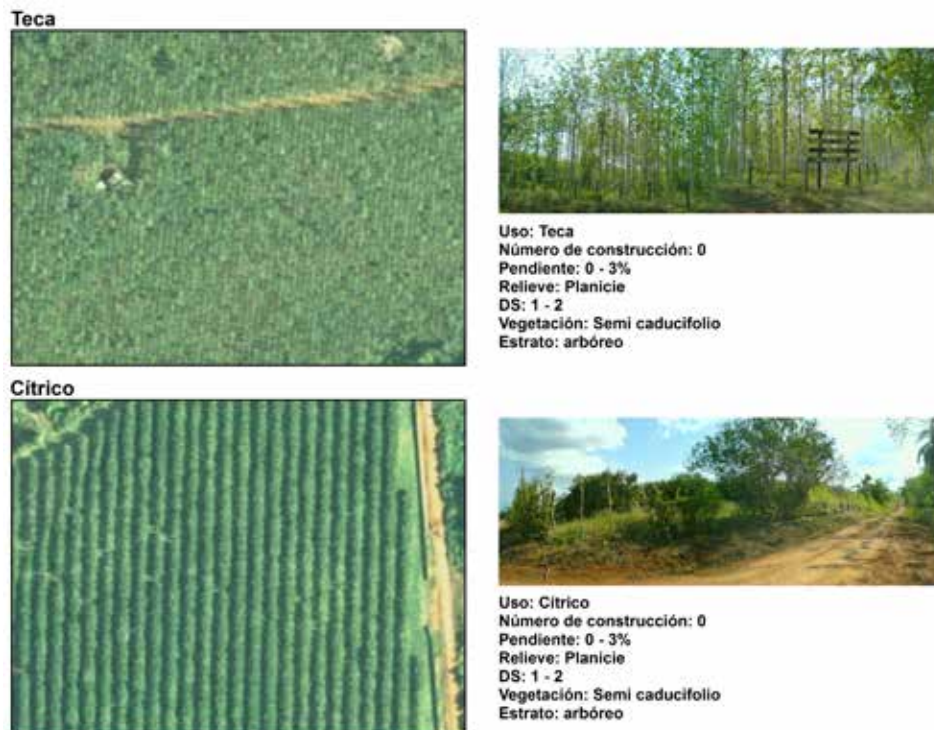 Teca
Uso: Teca
Número de construcción: 0
Pendiente: 0 - 3%
Relieve: Planicie
DS: 1 - 2
Vegetación: Semi caducifolio
Estrato: arbóreo
Cítrico
Uso: Cítrico
Número de construcción: 0
Pendiente: 0 - 3%
Relieve: Planicie
DS: 1 - 2
Vegetación: Semi caducifolio
Estrato: arbóreo